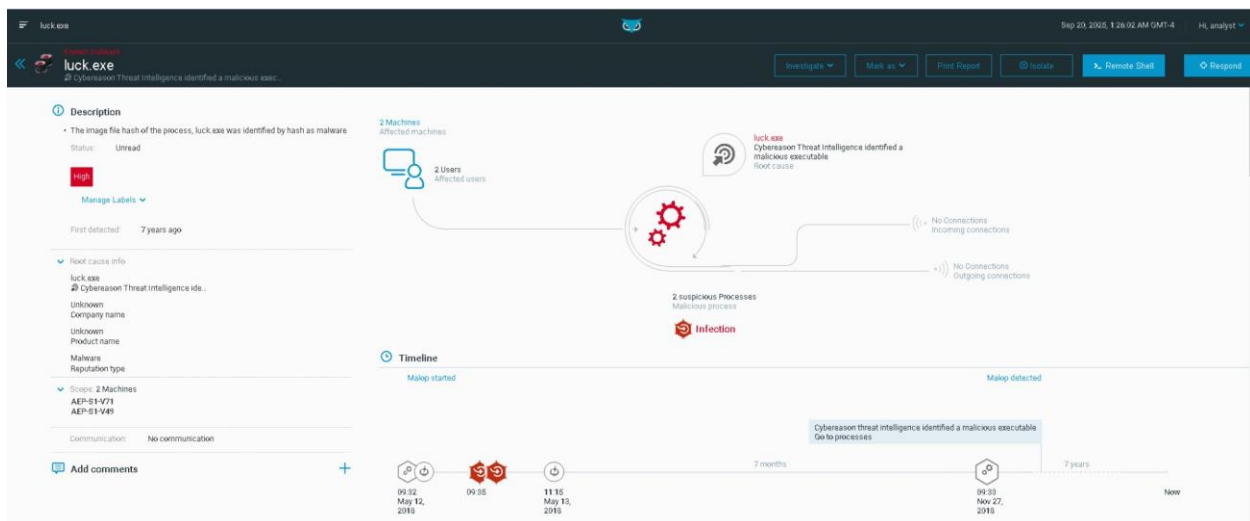 luck.exe
Sep 20, 2025, 1:26:02 AM GMT-4
Hi, analyst
luck.exe
Cybereason Threat Intelligence identified a malicious exec..
Investigate
Mark as
Print Report
Isolate
Remote Shell
Respond
Description
The image file hash of the process, luck.exe was identified by hash as malware
Status: Unread
High
Manage Labels
First detected: 7 years ago
Root cause info
luck.exe
Cybereason Threat Intelligence ide..
Unknown
Company name
Unknown
Product name
Malware
Reputation type
Scope: 2 Machines
AEP-S1-V71
AEP-S1-V49
Communication: No communication
Add comments
2 Machines
Affected machines
2 Users
Affected users
luck.exe
Cybereason Threat Intelligence identified a
malicious executable
Root cause
No Connections
Incoming connections
No Connections
Outgoing connections
2 suspicious Processes
Malicious process
Infection
Timeline
Malop started
Malop detected
Cybereason threat intelligence identified a malicious executable
Go to processes
7 months
7 years
09:32
May 12,
2018
09:35
11:15
May 13,
2018
09:33
Nov 27,
2018
Now